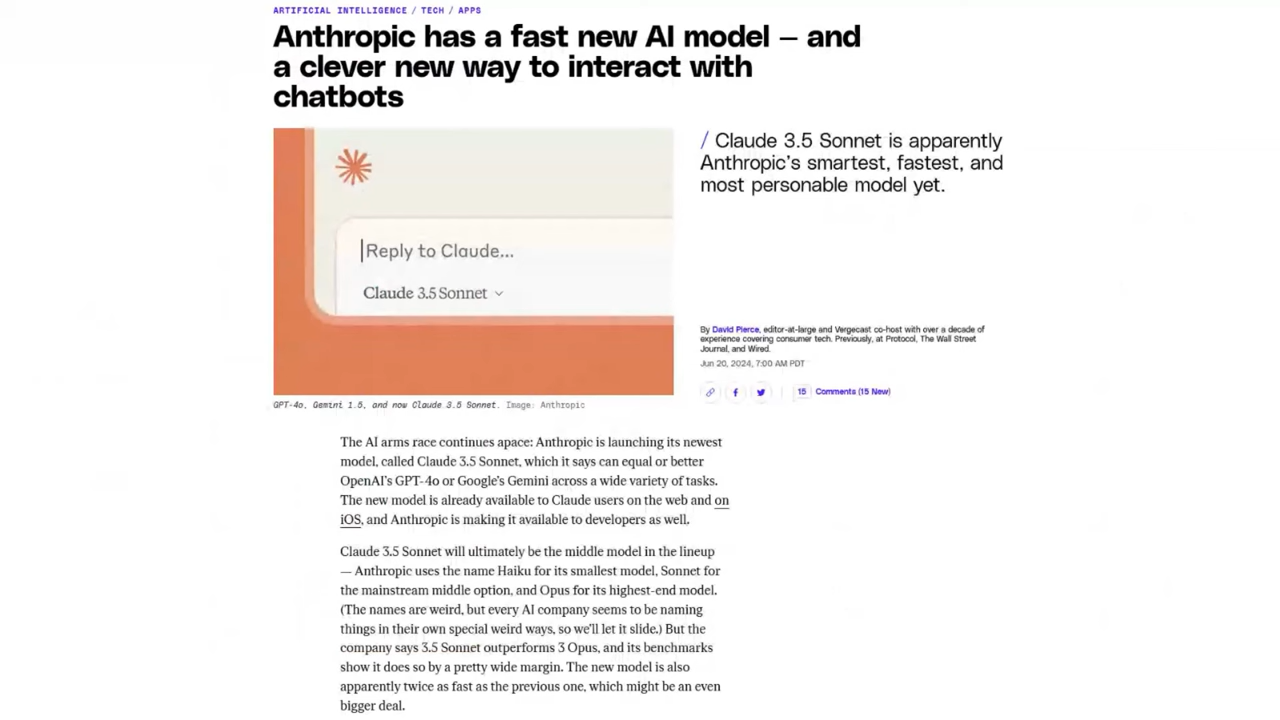 ARTIFICIAL INTELLIGENCE / TECH / APPS
Anthropic has a fast new AI model — and
a clever new way to interact with
chatbots
Reply to Claude...
Claude 3.5 Sonnet
GPT-4o, Gemini 1.5, and now Claude 3.5 Sonnet. Image: Anthropic
/ Claude 3.5 Sonnet is apparently
Anthropic’s smartest, fastest, and
most personable model yet.
By David Pierce, editor-at-large and Vergecast co-host with over a decade of
experience covering consumer tech. Previously, at Protocol, The Wall Street
Journal, and Wired.
Jun 20, 2024, 7:00 AM PDT
15 Comments (15 New)
The AI arms race continues apace: Anthropic is launching its newest
model, called Claude 3.5 Sonnet, which it says can equal or better
OpenAI’s GPT-4o or Google’s Gemini across a wide variety of tasks.
The new model is already available to Claude users on the web and on
iOS, and Anthropic is making it available to developers as well.
Claude 3.5 Sonnet will ultimately be the middle model in the lineup
— Anthropic uses the name Haiku for its smallest model, Sonnet for
the mainstream middle option, and Opus for its highest-end model.
(The names are weird, but every AI company seems to be naming
things in their own special weird ways, so we’ll let it slide.) But the
company says 3.5 Sonnet outperforms 3 Opus, and its benchmarks
show it does so by a pretty wide margin. The new model is also
apparently twice as fast as the previous one, which might be an even
bigger deal.